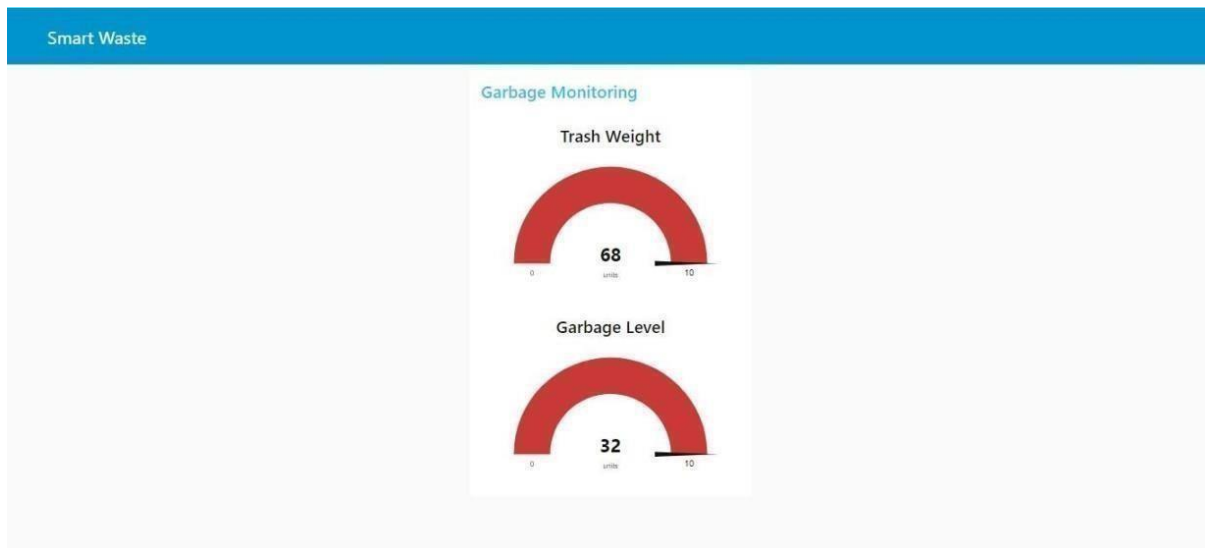 Smart Waste
Garbage Monitoring
Trash Weight
68
units
0
10
Garbage Level
32
units
0
10